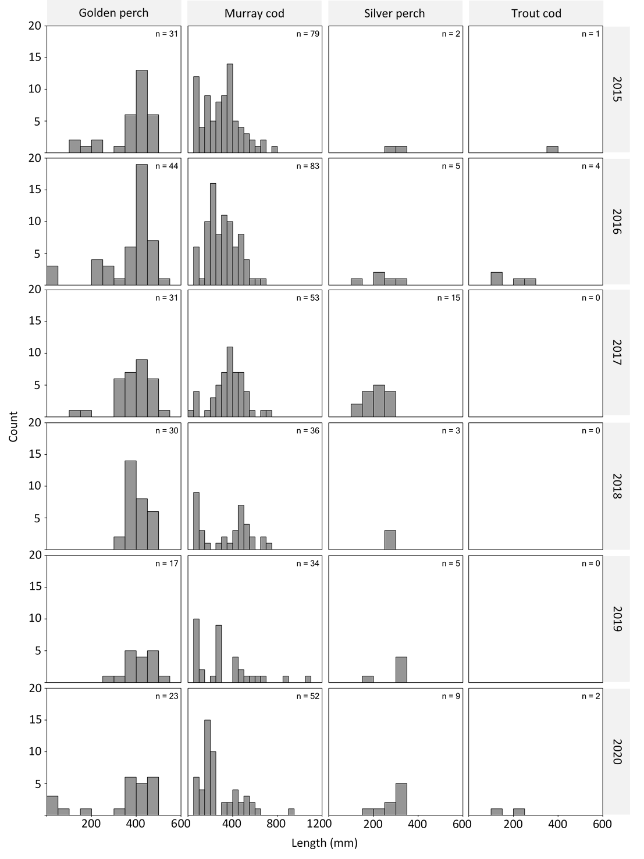 Golden perch Murray cod Silver perch Trout cod
20 n = 31 n = 79 n = 2 n = 1
15
10
5
2015
20 n = 44 n = 83 n = 5 n = 4
15
10
5
2016
20 n = 31 n = 53 n = 15 n = 0
15
10
5
2017
Count
20 n = 30 n = 36 n = 3 n = 0
15
10
5
2018
20 n = 17 n = 34 n = 5 n = 0
15
10
5
2019
20 n = 23 n = 52 n = 9 n = 2
15
10
5
2020
200 400 600 400 800 1200 200 400 600 200 400 600
Length (mm)